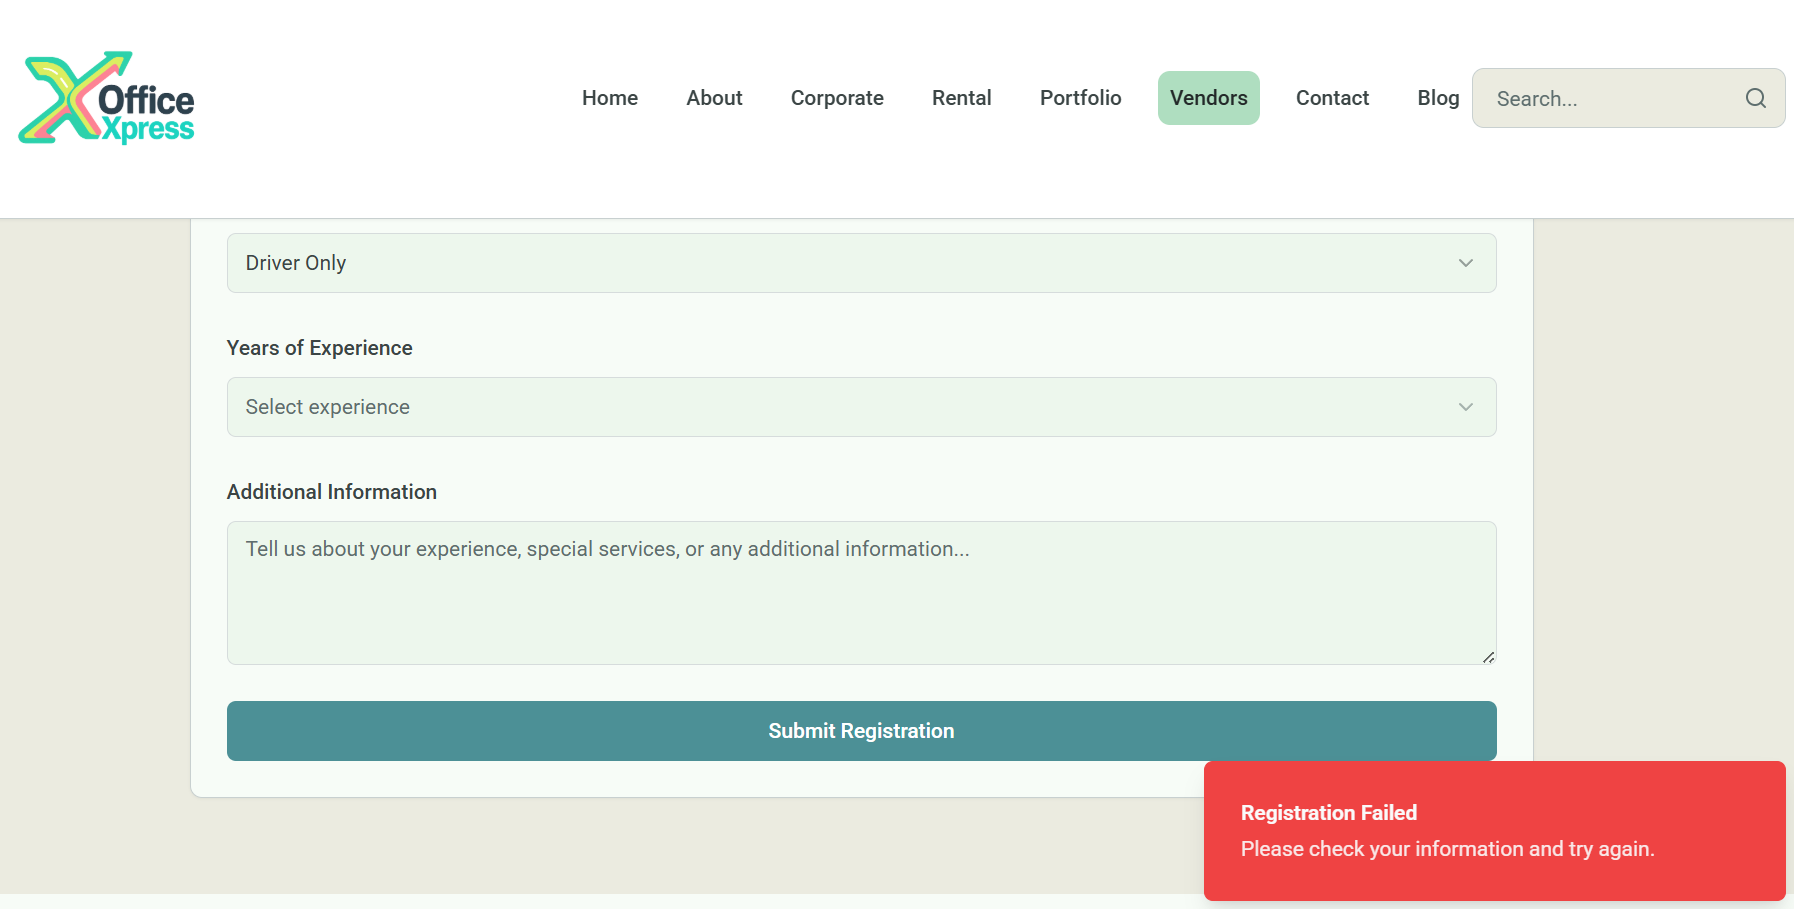 Office
Xpress
Home
About
Corporate
Rental
Portfolio
Vendors
Contact
Blog
Search...
Driver Only
Years of Experience
Select experience
Additional Information
Tell us about your experience, special services, or any additional information...
Submit Registration
Registration Failed
Please check your information and try again.